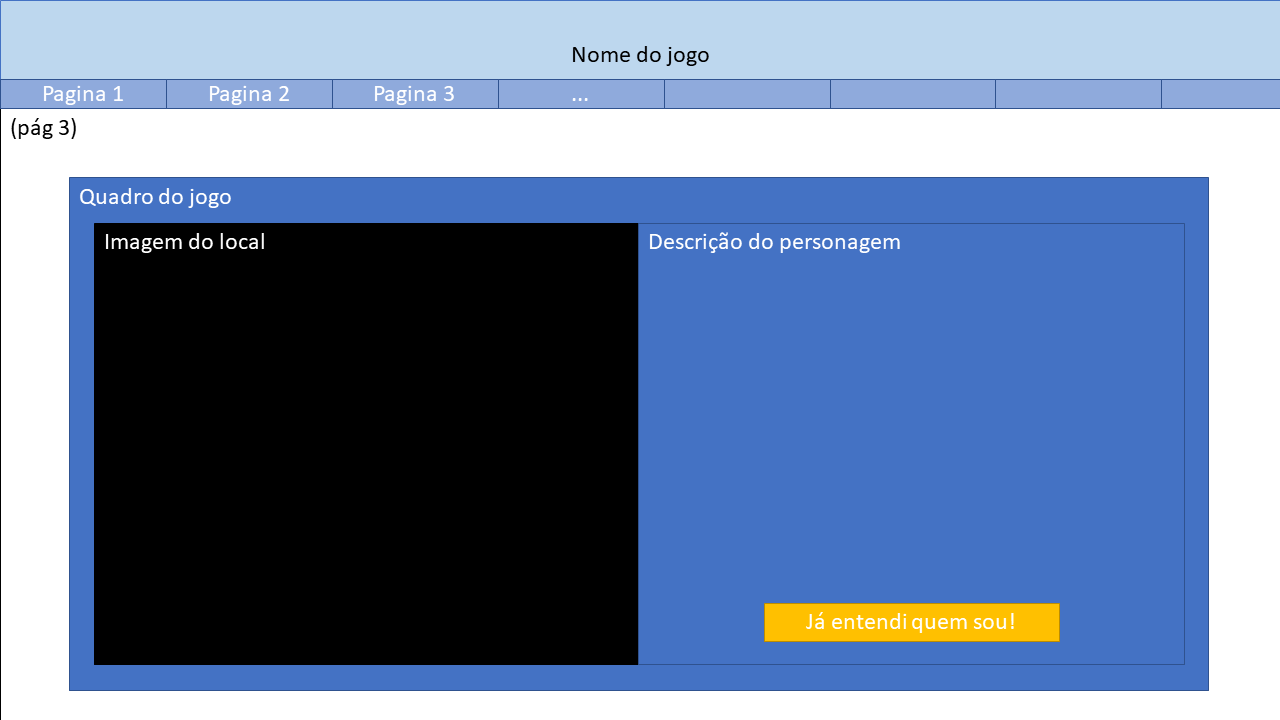 Nome do jogo
Pagina 1 Pagina 2 Pagina 3 ...
(pág 3)
Quadro do jogo
Imagem do local
Descrição do personagem
Já entendi quem sou!